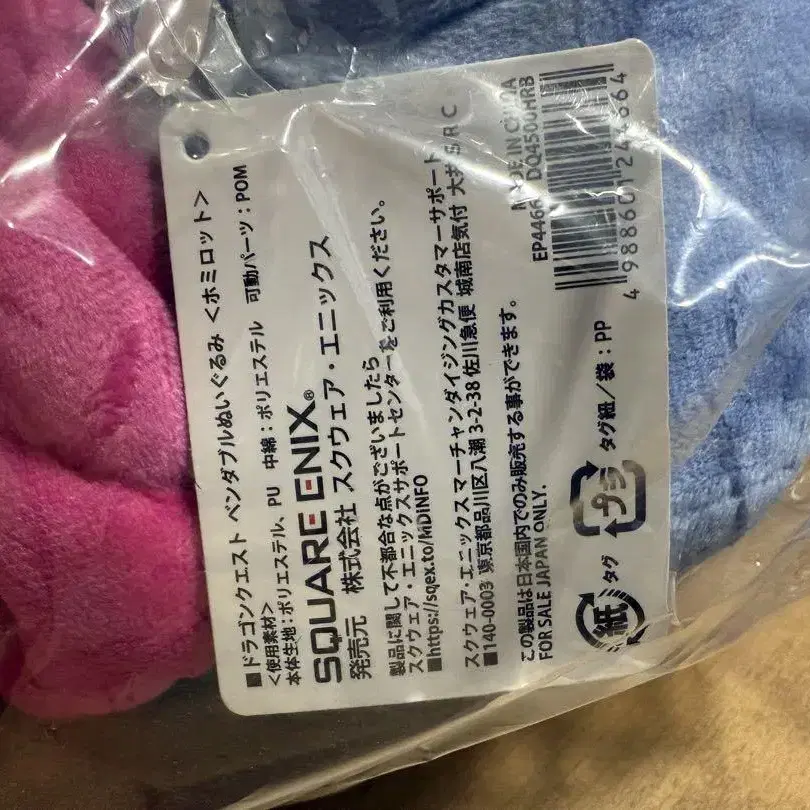 ■ドラゴンクエスト ベンダブルぬいぐるみ <ホミロット>
<使用素材>
本体生地:ポリエステル、PU 中綿:ポリエステル 可動パーツ:POM
SQUARE ENIX®
発売元 株式会社 スクウェア・エニックス
製品に関して不都合な点がございましたら
スクウェア・エニックスサポートセンターをご利用ください。
■https://sqex.to/MDINFO
スクウェア・エニックスマーチャンダイジングカスタマーサポート
■140-0003 東京都品川区八潮 3-2-38 佐川急便 城南店気付 大井 S R C
この製品は日本国内でのみ販売する事ができます。
FOR SALE JAPAN ONLY.
MADE IN CHINA
DQ4500HRB
4 988601
紙 タグ プラ タグ紐/袋:PP